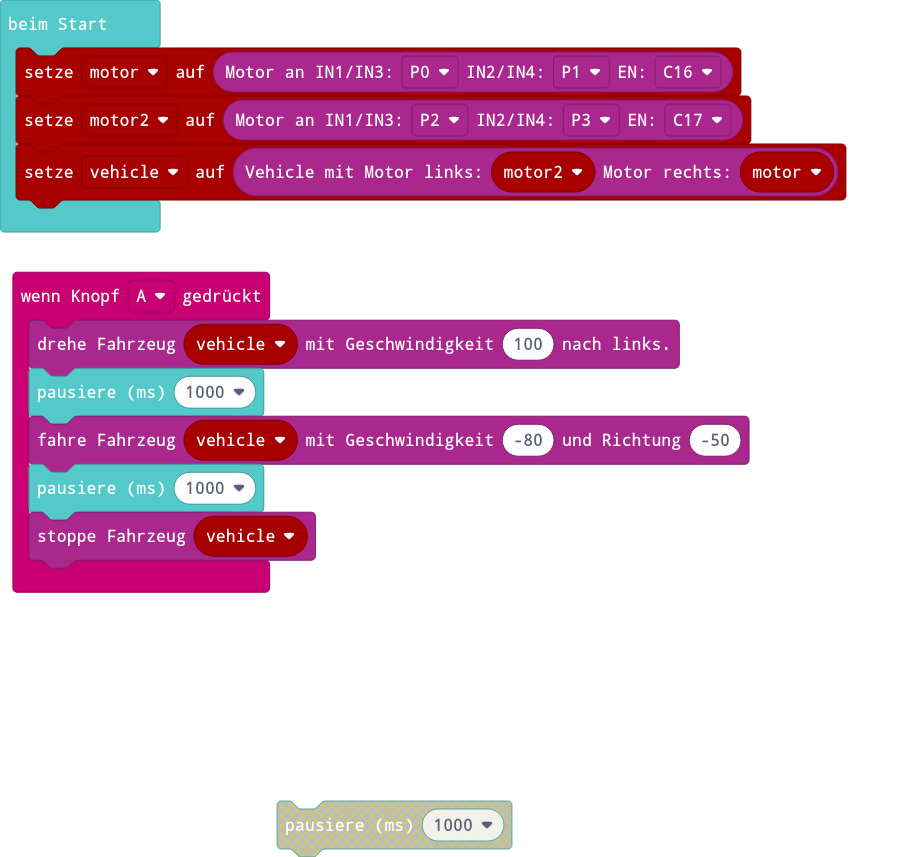 beim Start
setze motor auf Motor an IN1/IN3: P0 IN2/IN4: P1 EN: C16
setze motor2 auf Motor an IN1/IN3: P2 IN2/IN4: P3 EN: C17
setze vehicle auf Vehicle mit Motor links: motor2 Motor rechts: motor
wenn Knopf A gedrückt
drehe Fahrzeug vehicle mit Geschwindigkeit 100 nach links.
pausiere (ms) 1000
fahre Fahrzeug vehicle mit Geschwindigkeit -80 und Richtung -50
pausiere (ms) 1000
stoppe Fahrzeug vehicle
pausiere (ms) 1000